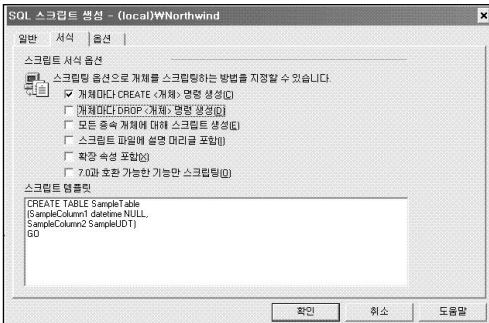 SQL 스크립트 생성 - (local)₩Northwind
일반
서식
옵션
스크립트 서식 옵션
스크립팅 옵션으로 개체를 스크립팅하는 방법을 지정할 수 있습니다.
개체마다 CREATE <개체> 명령 생성(C)
개체마다 DROP <개체> 명령 생성(D)
모든 종속 개체에 대해 스크립트 생성(E)
스크립트 파일에 설명 머리글 포함(I)
확장 속성 포함(X)
7.0과 호환 가능한 기능만 스크립팅(O)
스크립트 템플릿
CREATE TABLE SampleTable
(SampleColumn1 datetime NULL,
SampleColumn2 SampleUDT)
GO
확인
취소
도움말